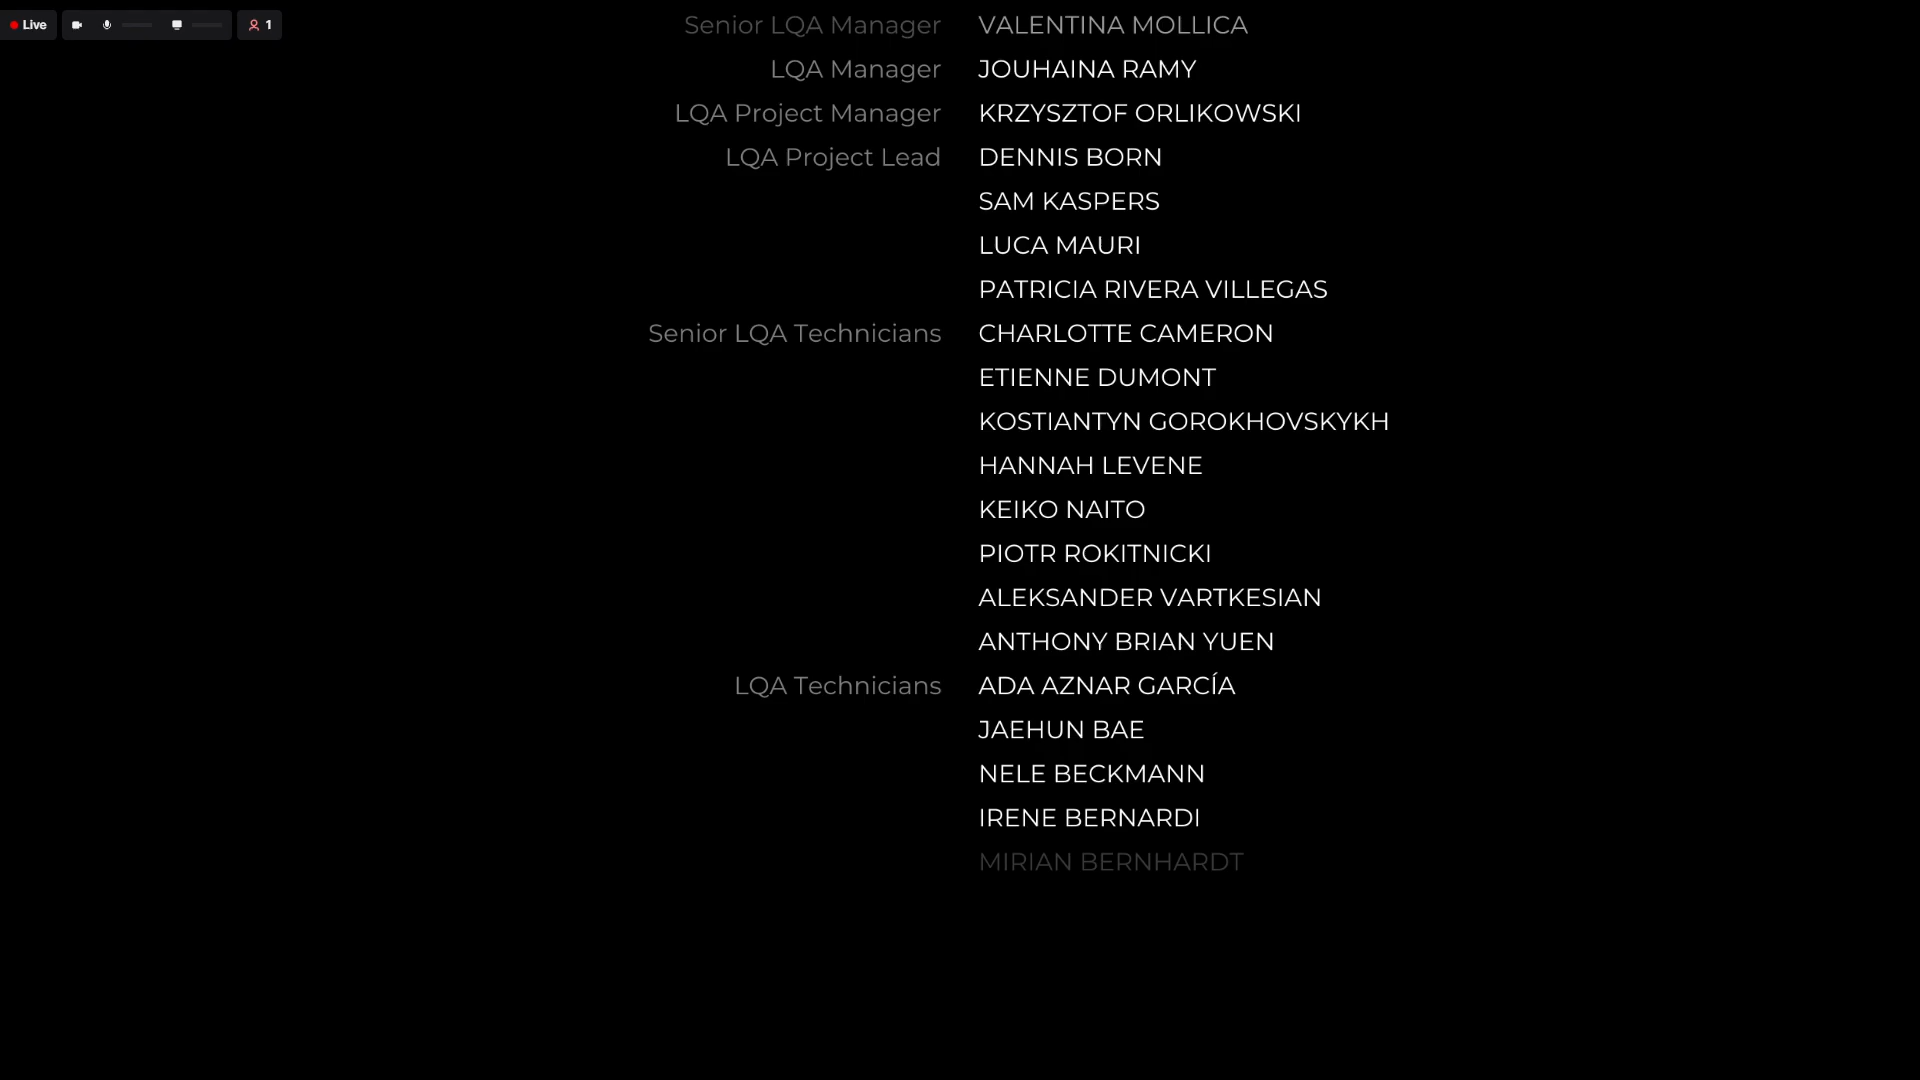 Live
1
Senior LQA Manager VALENTINA MOLLICA
LQA Manager JOUHAINA RAMY
LQA Project Manager KRZYSZTOF ORLIKOWSKI
LQA Project Lead DENNIS BORN
SAM KASPERS
LUCA MAURI
PATRICIA RIVERA VILLEGAS
Senior LQA Technicians CHARLOTTE CAMERON
ETIENNE DUMONT
KOSTIANTYN GOROKHOVSKYKH
HANNAH LEVENE
KEIKO NAITO
PIOTR ROKITNICKI
ALEKSANDER VARTKESIAN
ANTHONY BRIAN YUEN
LQA Technicians ADA AZNAR GARCÍA
JAEHUN BAE
NELE BECKMANN
IRENE BERNARDI
MIRIAN BERNHARDT